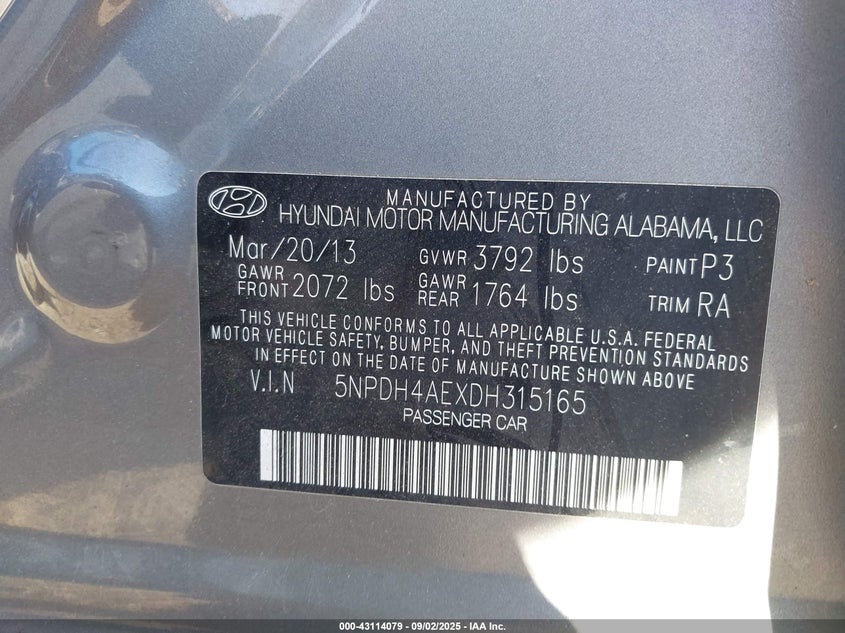 MANUFACTURED BY
HYUNDAI MOTOR MANUFACTURING ALABAMA, LLC
Mar/20/13 GVWR 3792 lbs PAINT P3
GAWR FRONT 2072 lbs GAWR REAR 1764 lbs TRIM RA
THIS VEHICLE CONFORMS TO ALL APPLICABLE U.S.A. FEDERAL
MOTOR VEHICLE SAFETY, BUMPER, AND THEFT PREVENTION STANDARDS
IN EFFECT ON THE DATE OF MANUFACTURE SHOWN ABOVE
V.I.N 5NPDH4AEXDH315165
PASSENGER CAR
000-43114079 - 09/02/2025 - IAA Inc.